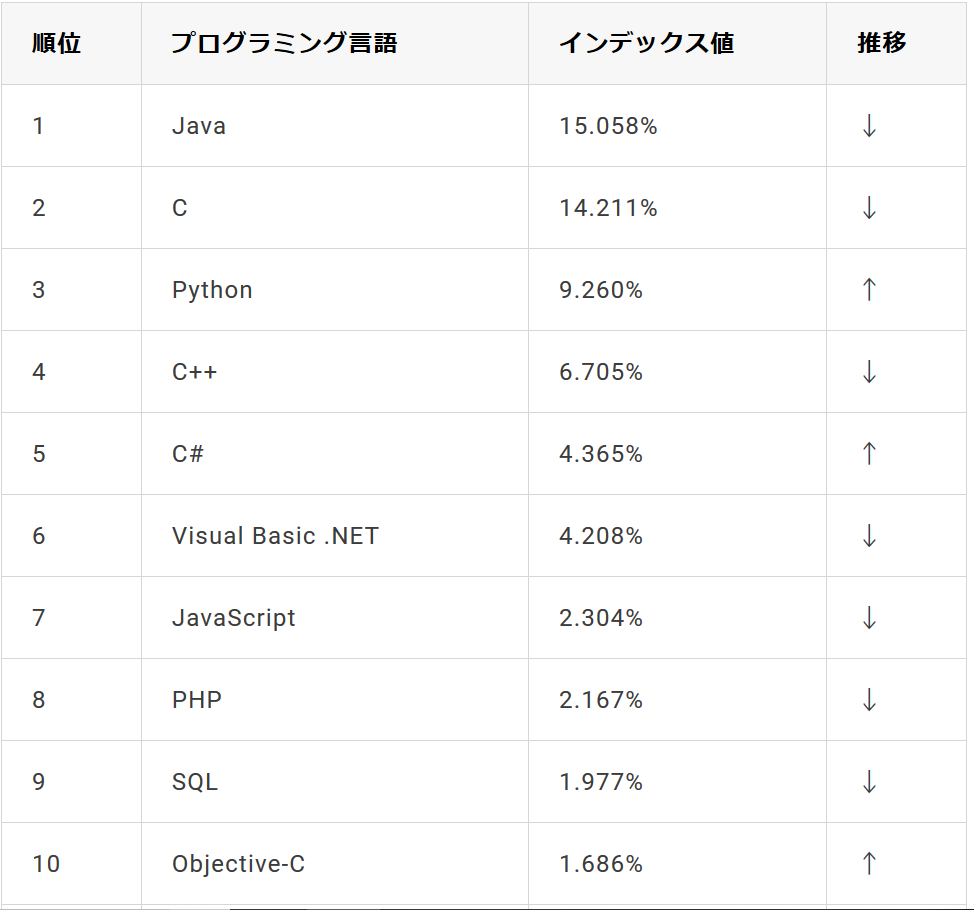 順位 プログラミング言語 インデックス値 推移
1 Java 15.058% ↓
2 C 14.211% ↓
3 Python 9.260% ↑
4 C++ 6.705% ↓
5 C# 4.365% ↑
6 Visual Basic .NET 4.208% ↓
7 JavaScript 2.304% ↓
8 PHP 2.167% ↓
9 SQL 1.977% ↓
10 Objective-C 1.686% ↑